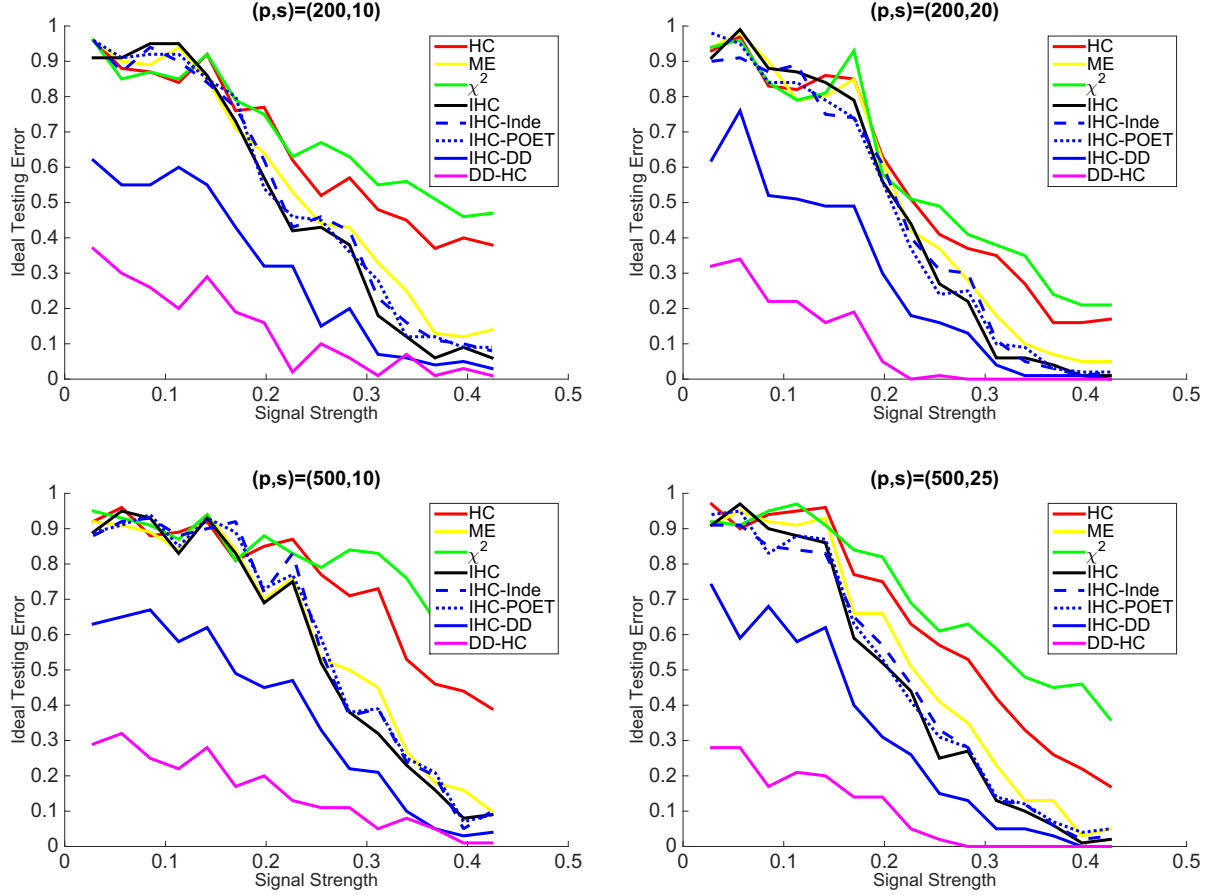 (p,s)=(200,10)
Ideal Testing Error
1
0.9
0.8
0.7
0.6
0.5
0.4
0.3
0.2
0.1
0
0 0.1 0.2 0.3 0.4 0.5
Signal Strength
HC
ME
χ²
IHC
IHC-Inde
IHC-POET
IHC-DD
DD-HC
(p,s)=(200,20)
Ideal Testing Error
1
0.9
0.8
0.7
0.6
0.5
0.4
0.3
0.2
0.1
0
0 0.1 0.2 0.3 0.4 0.5
Signal Strength
HC
ME
χ²
IHC
IHC-Inde
IHC-POET
IHC-DD
DD-HC
(p,s)=(500,10)
Ideal Testing Error
1
0.9
0.8
0.7
0.6
0.5
0.4
0.3
0.2
0.1
0
0 0.1 0.2 0.3 0.4 0.5
Signal Strength
HC
ME
χ²
IHC
IHC-Inde
IHC-POET
IHC-DD
DD-HC
(p,s)=(500,25)
Ideal Testing Error
1
0.9
0.8
0.7
0.6
0.5
0.4
0.3
0.2
0.1
0
0 0.1 0.2 0.3 0.4 0.5
Signal Strength
HC
ME
χ²
IHC
IHC-Inde
IHC-POET
IHC-DD
DD-HC